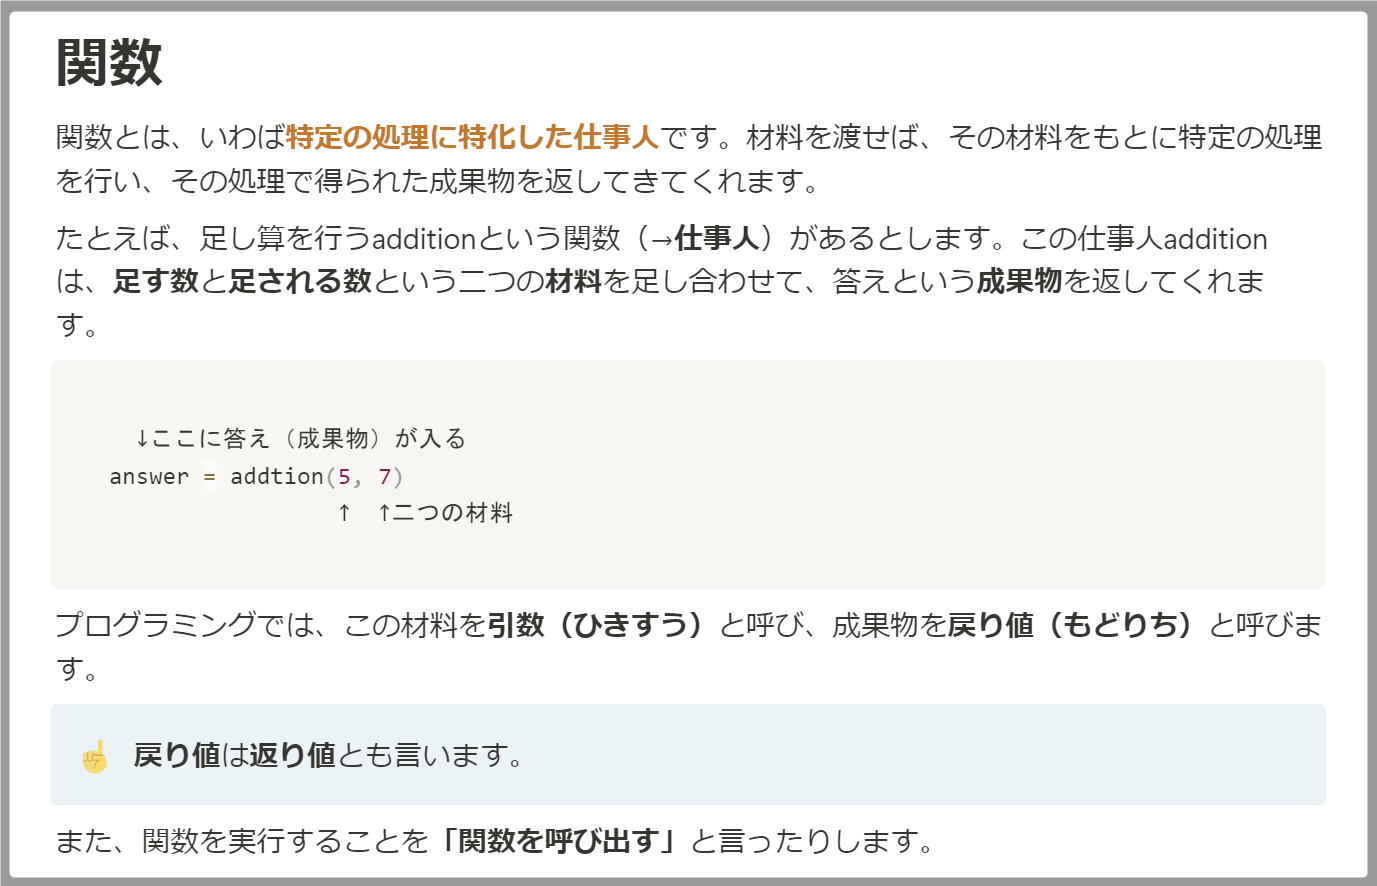 関数
関数とは、いわば特定の処理に特化した仕事人です。材料を渡せば、その材料をもとに特定の処理
を行い、その処理で得られた成果物を返してきてくれます。
たとえば、足し算を行うadditionという関数（→仕事人）があるとします。この仕事人addition
は、足す数と足される数という二つの材料を足し合わせて、答えという成果物を返してくれま
す。
↓ここに答え（成果物）が入る
answer = addtion(5, 7)
↑ ↑二つの材料
プログラミングでは、この材料を引数（ひきすう）と呼び、成果物を戻り値（もどりち）と呼びま
す。
☝ 戻り値は返り値とも言います。
また、関数を実行することを「関数を呼び出す」と言ったりします。